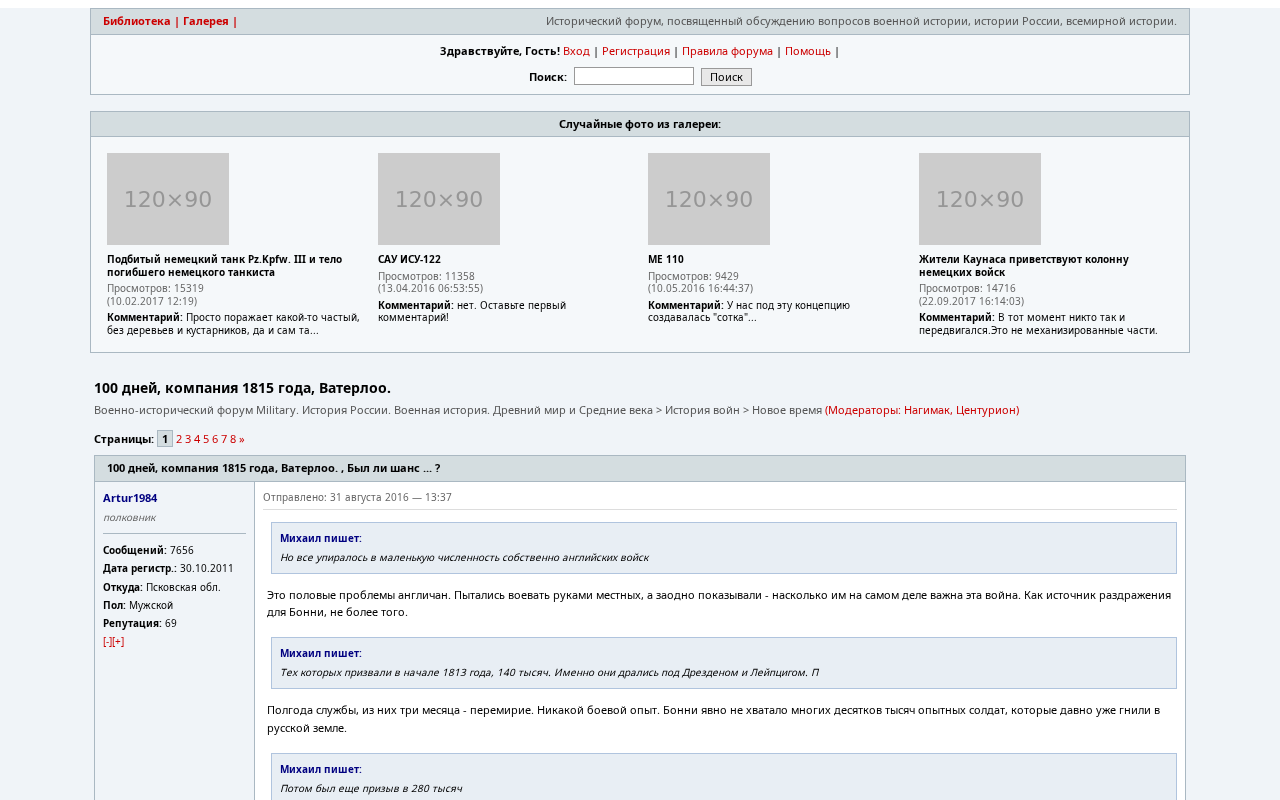 Библиотека | Галерея |
Исторический форум, посвященный обсуждению вопросов военной истории, истории России, всемирной истории.
Здравствуйте, Гость! Вход | Регистрация | Правила форума | Помощь |
Поиск: Поиск
Случайные фото из галереи:
120×90
120×90
120×90
120×90
Подбитый немецкий танк Pz.Kpfw. III и тело
погибшего немецкого танкиста
Просмотров: 15319
(10.02.2017 12:19)
Комментарий: Просто поражает какой-то частый,
без деревьев и кустарников, да и сам та...
САУ ИСУ-122
Просмотров: 11358
(13.04.2016 06:53:55)
Комментарий: нет. Оставьте первый
комментарий!
МЕ 110
Просмотров: 9429
(10.05.2016 16:44:37)
Комментарий: У нас под эту концепцию
создавалась "сотка"...
Жители Каунаса приветствуют колонну
немецких войск
Просмотров: 14716
(22.09.2017 16:14:03)
Комментарий: В тот момент никто так и
передвигался.Это не механизированные части.
100 дней, компания 1815 года, Ватерлоо.
Военно-исторический форум Military. История России. Военная история. Древний мир и Средние века > История войн > Новое время (Модераторы: Нагимак, Центурион)
Страницы: 1 2 3 4 5 6 7 8 »
100 дней, компания 1815 года, Ватерлоо. , Был ли шанс ... ?
Artur1984
полковник
Сообщений: 7656
Дата регистр.: 30.10.2011
Откуда: Псковская обл.
Пол: Мужской
Репутация: 69
[-][+]
Отправлено: 31 августа 2016 — 13:37
Михаил пишет:
Но все упиралось в маленькую численность собственно английских войск
Это половые проблемы англичан. Пытались воевать руками местных, а заодно показывали - насколько им на самом деле важна эта война. Как источник раздражения
для Бонни, не более того.
Михаил пишет:
Тех которых призвали в начале 1813 года, 140 тысяч. Именно они дрались под Дрезденом и Лейпцигом. П
Полгода службы, из них три месяца - перемирие. Никакой боевой опыт. Бонни явно не хватало многих десятков тысяч опытных солдат, которые давно уже гнили в
русской земле.
Михаил пишет:
Потом был еще призыв в 280 тысяч